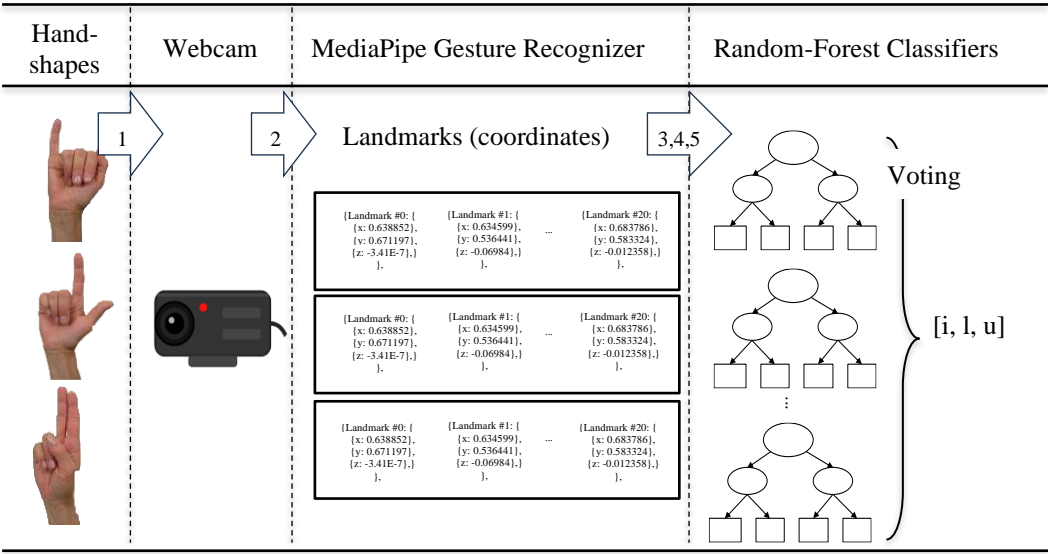 Hand-
shapes
Webcam
MediaPipe Gesture Recognizer
Random-Forest Classifiers
1
2
Landmarks (coordinates)
3,4,5
Voting
{Landmark #0: {
{x: 0.638852},
{y: 0.671197},
{z: -3.41E-7},}
},
{Landmark #1: {
{x: 0.634599},
{y: 0.536441},
{z: -0.06984},}
},
...
{Landmark #20: {
{x: 0.683786},
{y: 0.583324},
{z: -0.012358},}
},
{Landmark #0: {
{x: 0.638852},
{y: 0.671197},
{z: -3.41E-7},}
},
{Landmark #1: {
{x: 0.634599},
{y: 0.536441},
{z: -0.06984},}
},
...
{Landmark #20: {
{x: 0.683786},
{y: 0.583324},
{z: -0.012358},}
},
[i, l, u]
...
{Landmark #0: {
{x: 0.638852},
{y: 0.671197},
{z: -3.41E-7},}
},
{Landmark #1: {
{x: 0.634599},
{y: 0.536441},
{z: -0.06984},}
},
...
{Landmark #20: {
{x: 0.683786},
{y: 0.583324},
{z: -0.012358},}
},